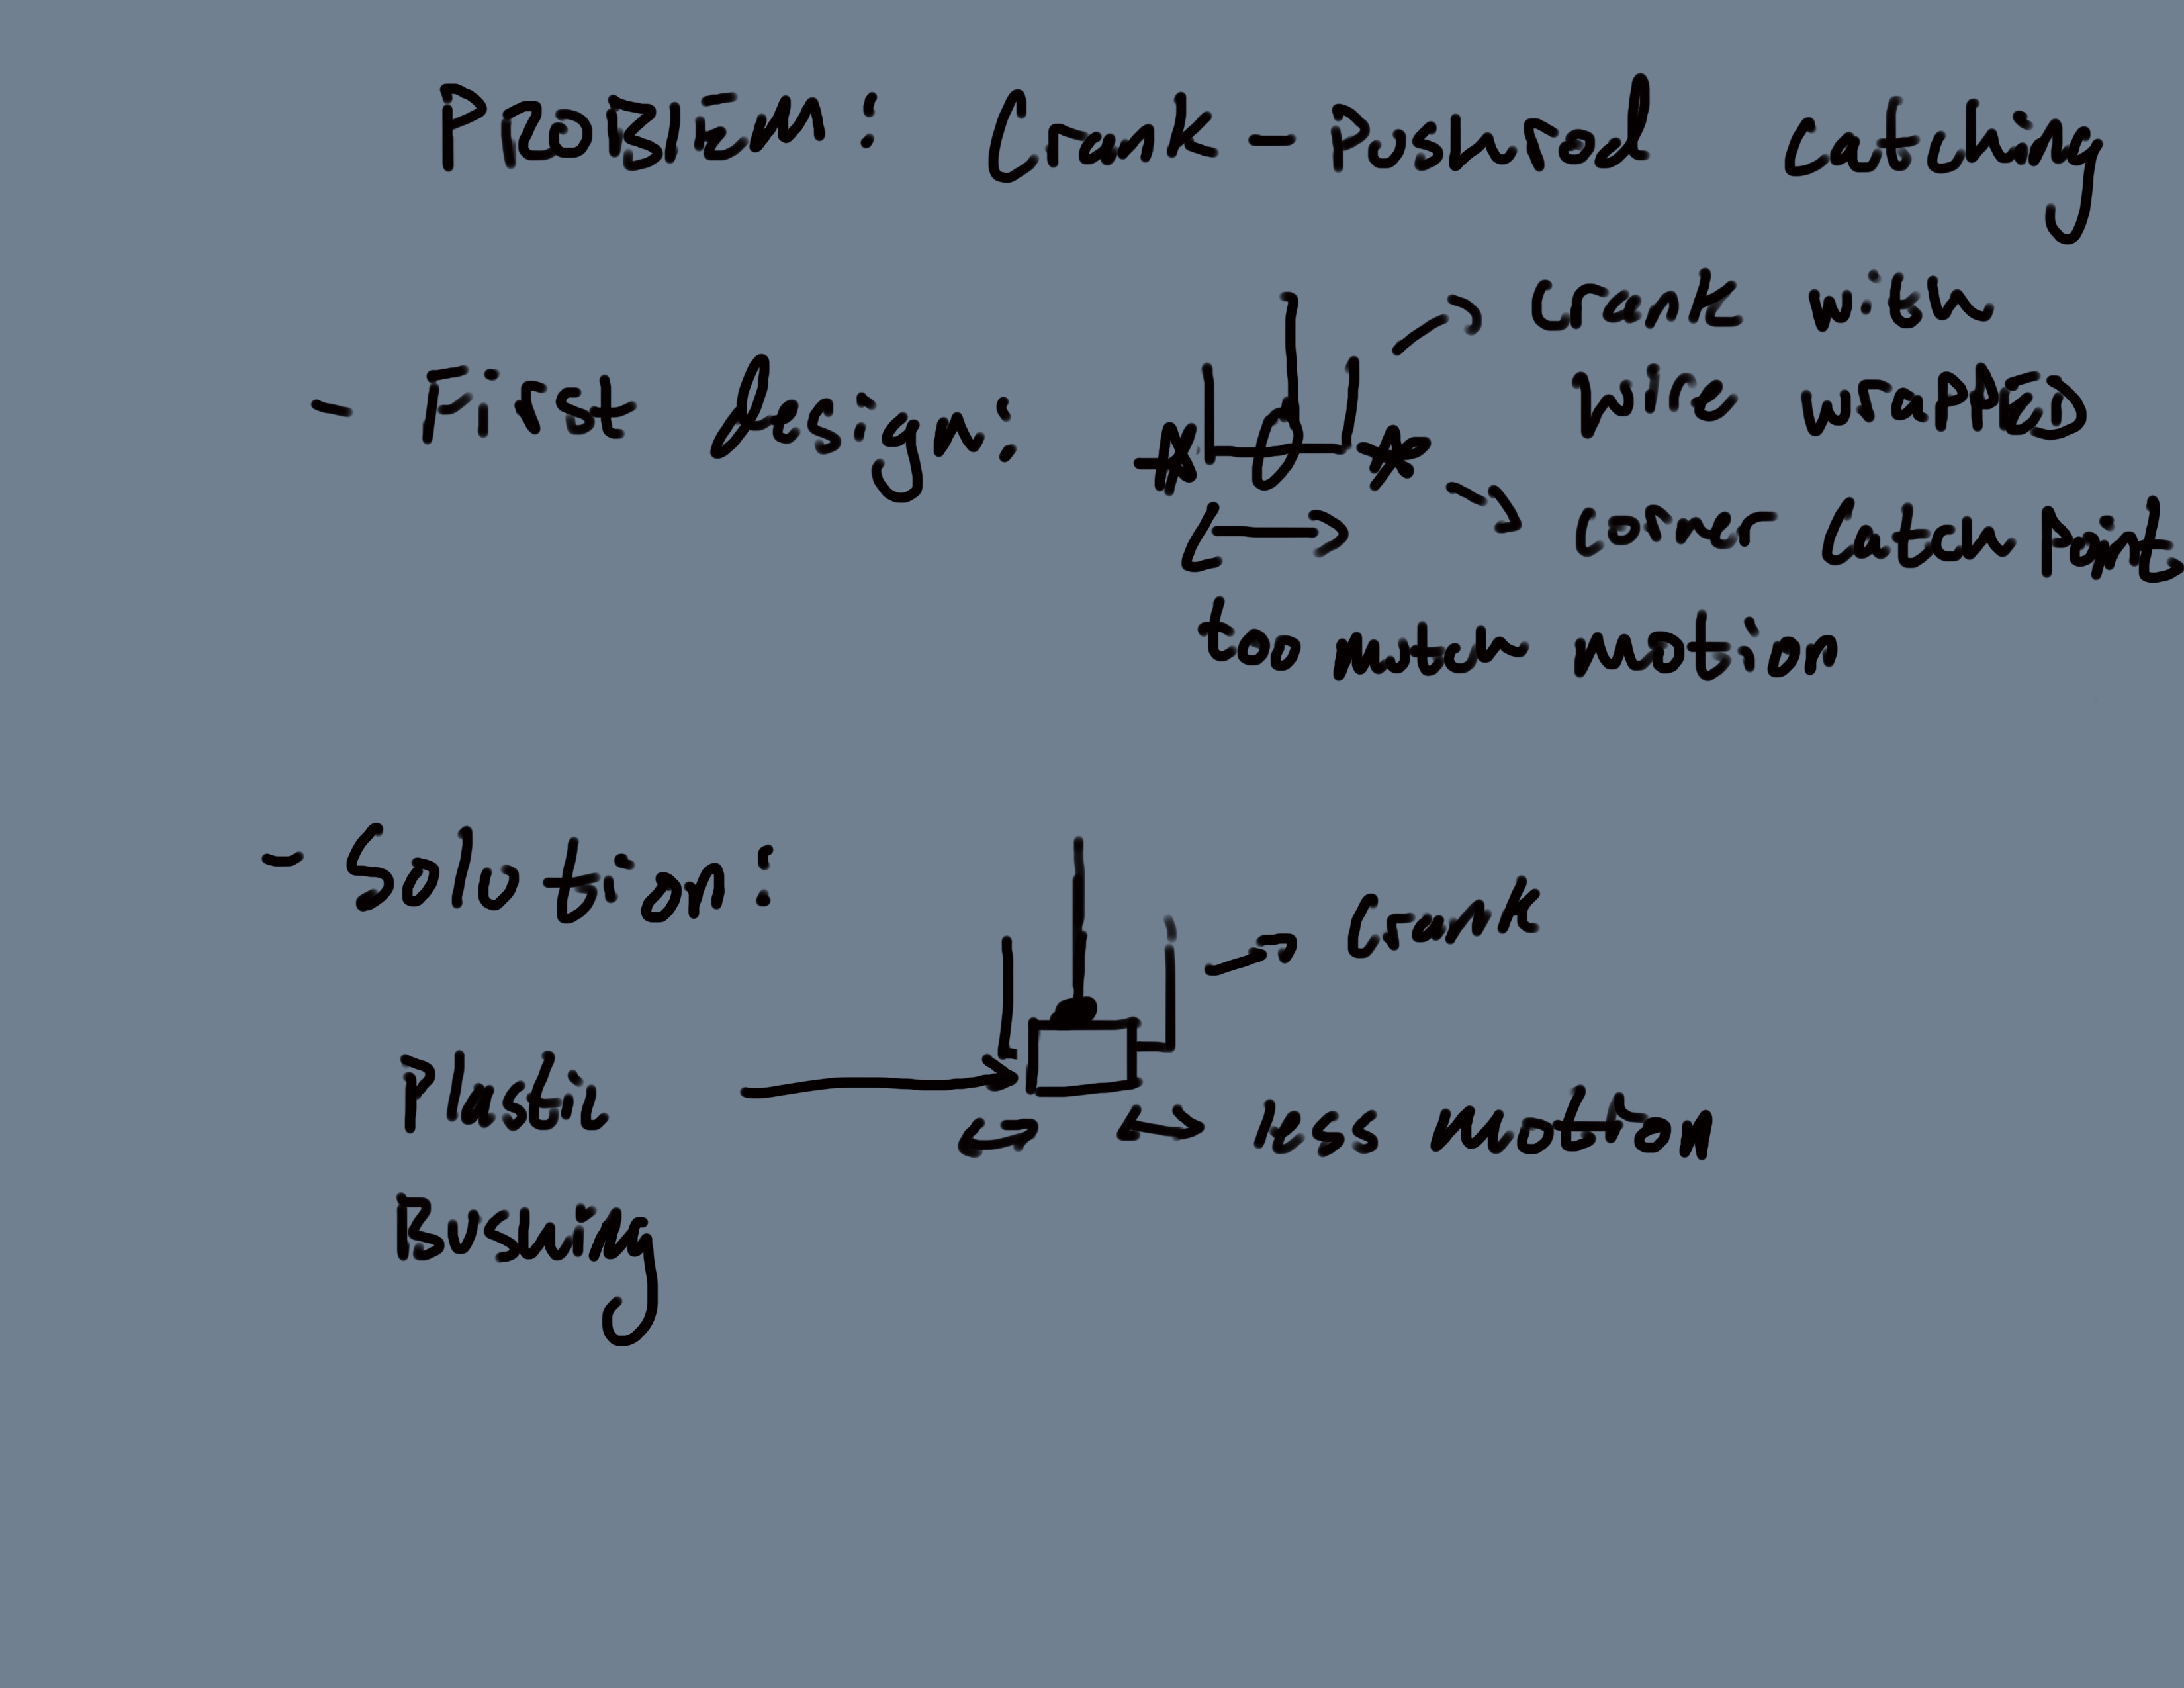 Problem: Crank - Pushrod catching
crank with
- First design:
wire wrapped
corner catch point
too mutch motion
- Solution:
Crank
Plastic
less motion
Bushing